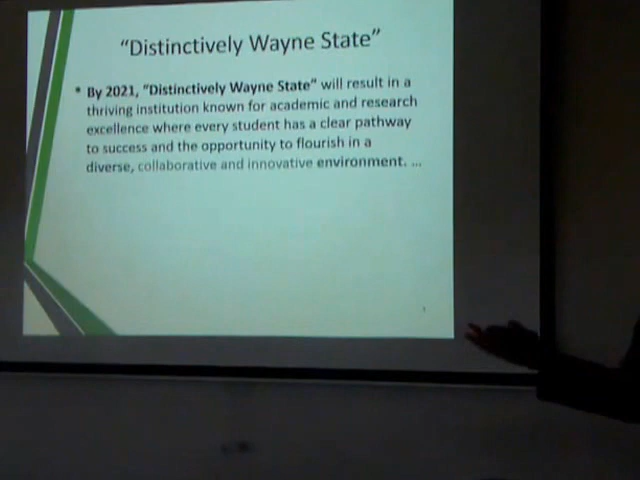 “Distinctively Wayne State”
• By 2021, “Distinctively Wayne State” will result in a
thriving institution known for academic and research
excellence where every student has a clear pathway
to success and the opportunity to flourish in a
diverse, collaborative and innovative environment. ...